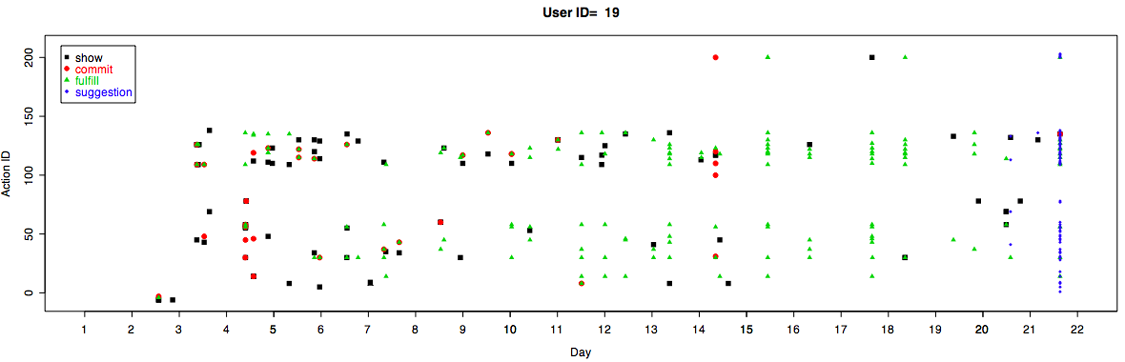 User ID= 19
200
150
100
50
0
Action ID
show
commit
fulfill
suggestion
1 2 3 4 5 6 7 8 9 10 11 12 13 14 15 16 17 18 19 20 21 22
Day